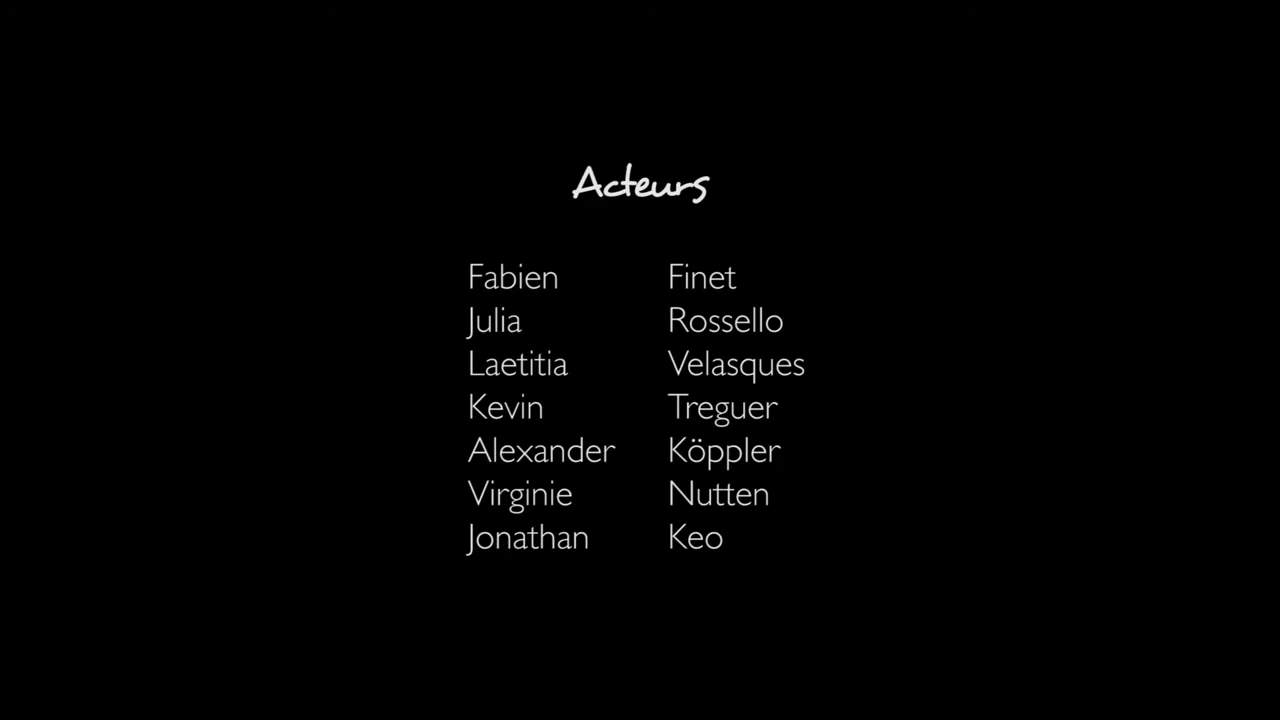 Acteurs
Fabien Finet
Julia Rossello
Laetitia Velasques
Kevin Treguer
Alexander Köppler
Virginie Nutten
Jonathan Keo